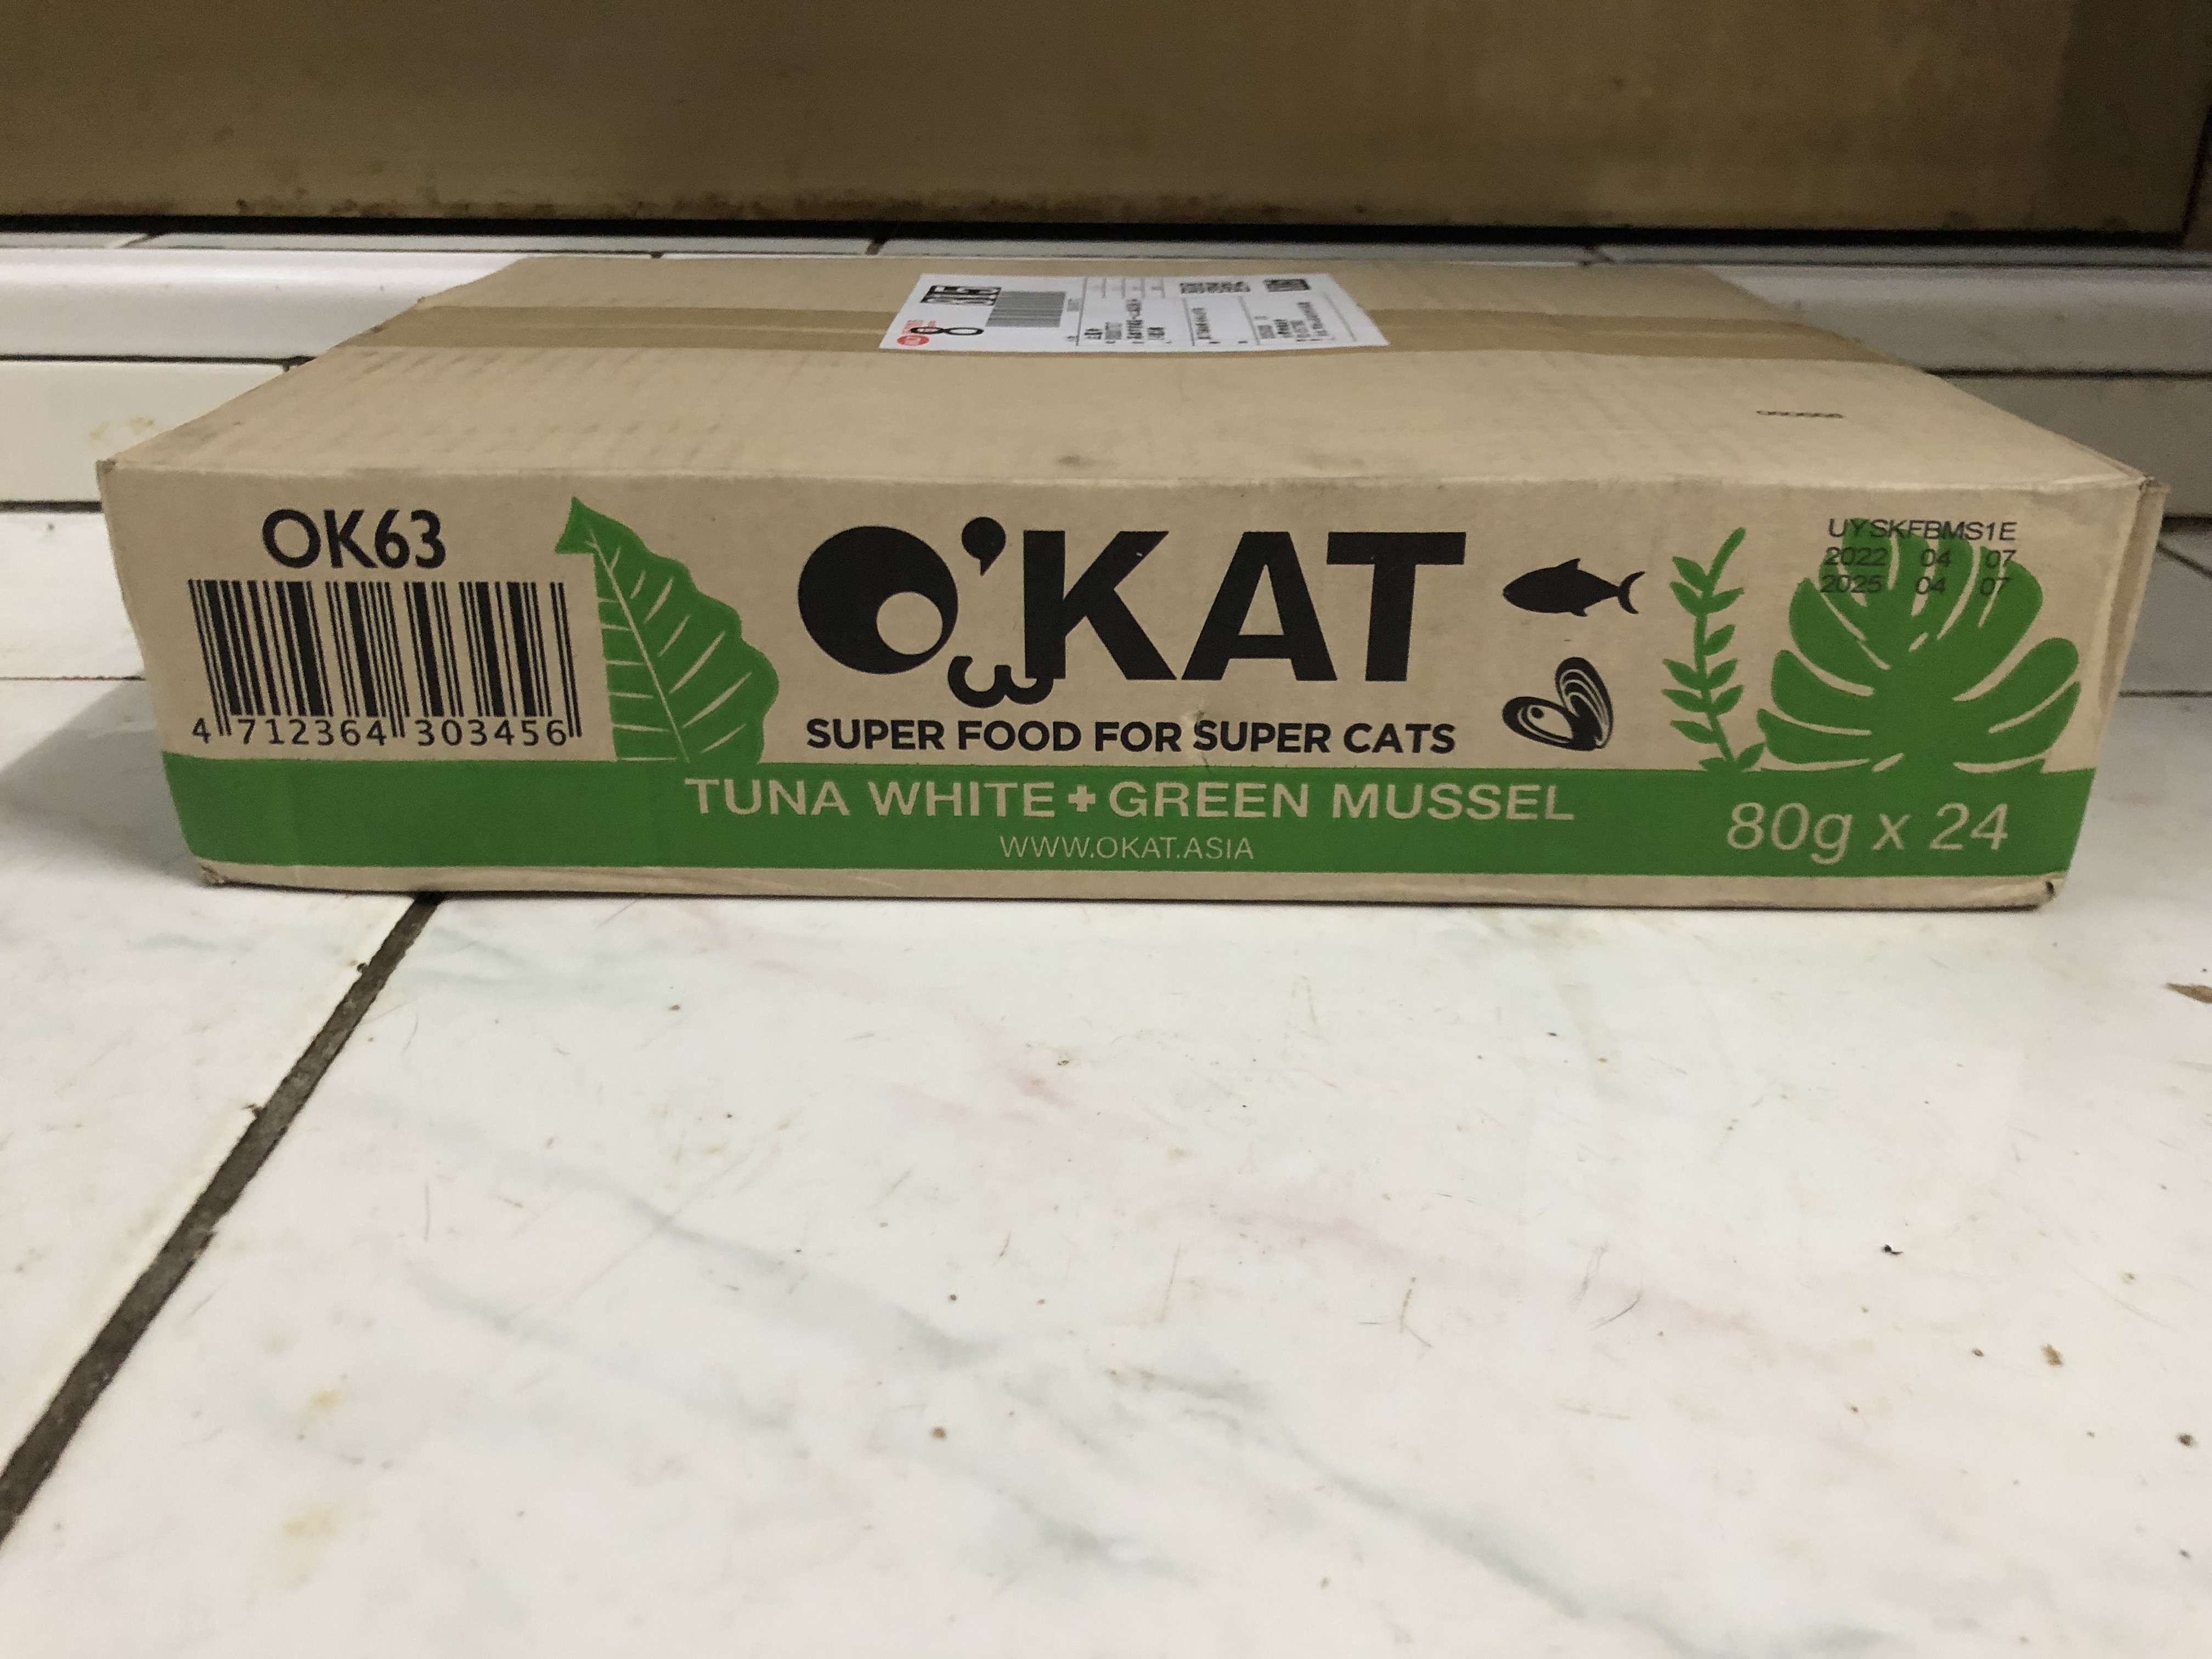 OK63
4 712364 303456
O'KAT
SUPER FOOD FOR SUPER CATS
UYSKFBMS1E
2022 04 07
2025 04 07
TUNA WHITE + GREEN MUSSEL
WWW.OKAT.ASIA
80g x 24